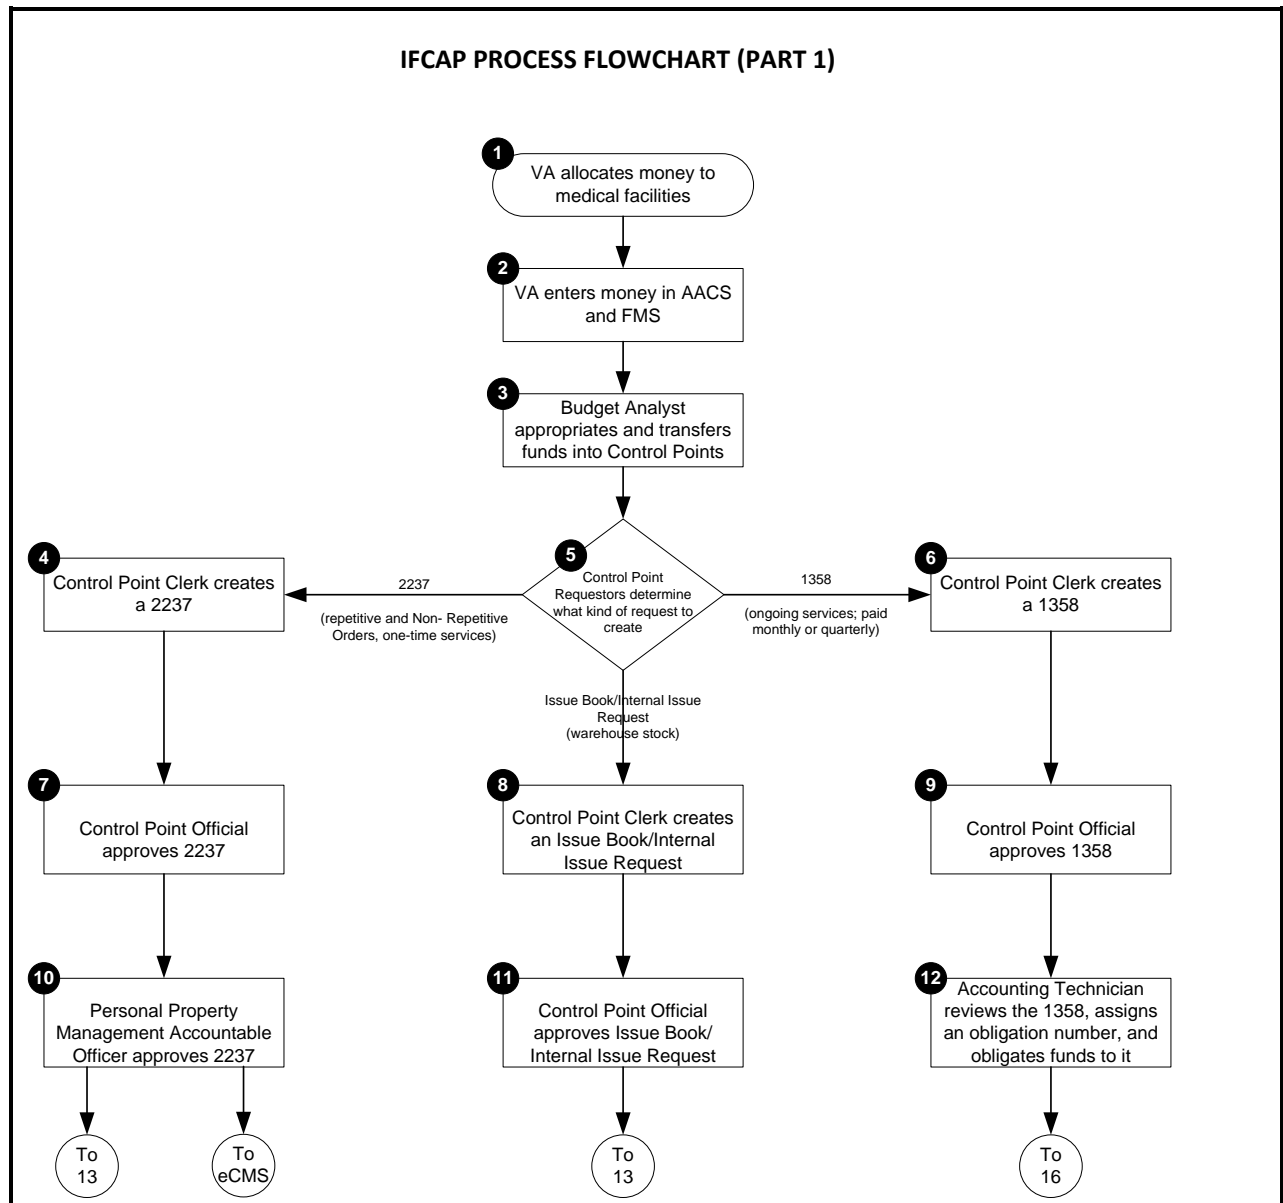 IFCAP PROCESS FLOWCHART (PART 1)
1
VA allocates money to
medical facilities
2
VA enters money in AACS
and FMS
3
Budget Analyst
appropriates and transfers
funds into Control Points
4
Control Point Clerk creates
a 2237
2237
(repetitive and Non- Repetitive
Orders, one-time services)
5
Control Point
Requestors determine
what kind of request to
create
1358
(ongoing services; paid
monthly or quarterly)
6
Control Point Clerk creates
a 1358
Issue Book/Internal Issue
Request
(warehouse stock)
7
Control Point Official
approves 2237
8
Control Point Clerk creates
an Issue Book/Internal
Issue Request
9
Control Point Official
approves 1358
10
Personal Property
Management Accountable
Officer approves 2237
11
Control Point Official
approves Issue Book/
Internal Issue Request
12
Accounting Technician
reviews the 1358, assigns
an obligation number, and
obligates funds to it
To
13
To
eCMS
To
13
To
16